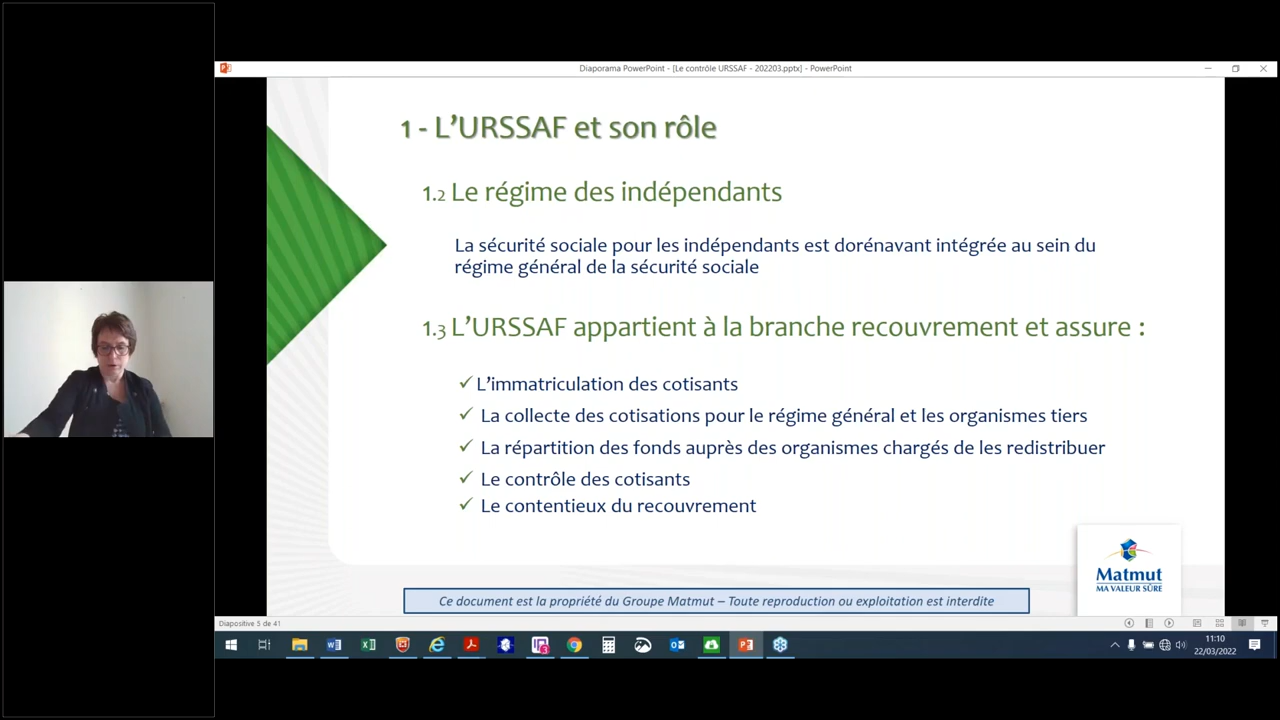 Diaporama PowerPoint - [Le contrôle URSSAF - 202203.pptx] - PowerPoint
1 - L’URSSAF et son rôle
1.2 Le régime des indépendants
La sécurité sociale pour les indépendants est dorénavant intégrée au sein du
régime général de la sécurité sociale
1.3 L’URSSAF appartient à la branche recouvrement et assure :
✓ L’immatriculation des cotisants
✓ La collecte des cotisations pour le régime général et les organismes tiers
✓ La répartition des fonds auprès des organismes chargés de les redistribuer
✓ Le contrôle des cotisants
✓ Le contentieux du recouvrement
Matmut
MA VALEUR SÛRE
Ce document est la propriété du Groupe Matmut – Toute reproduction ou exploitation est interdite
Diapositive 5 de 41
11:10
22/03/2022